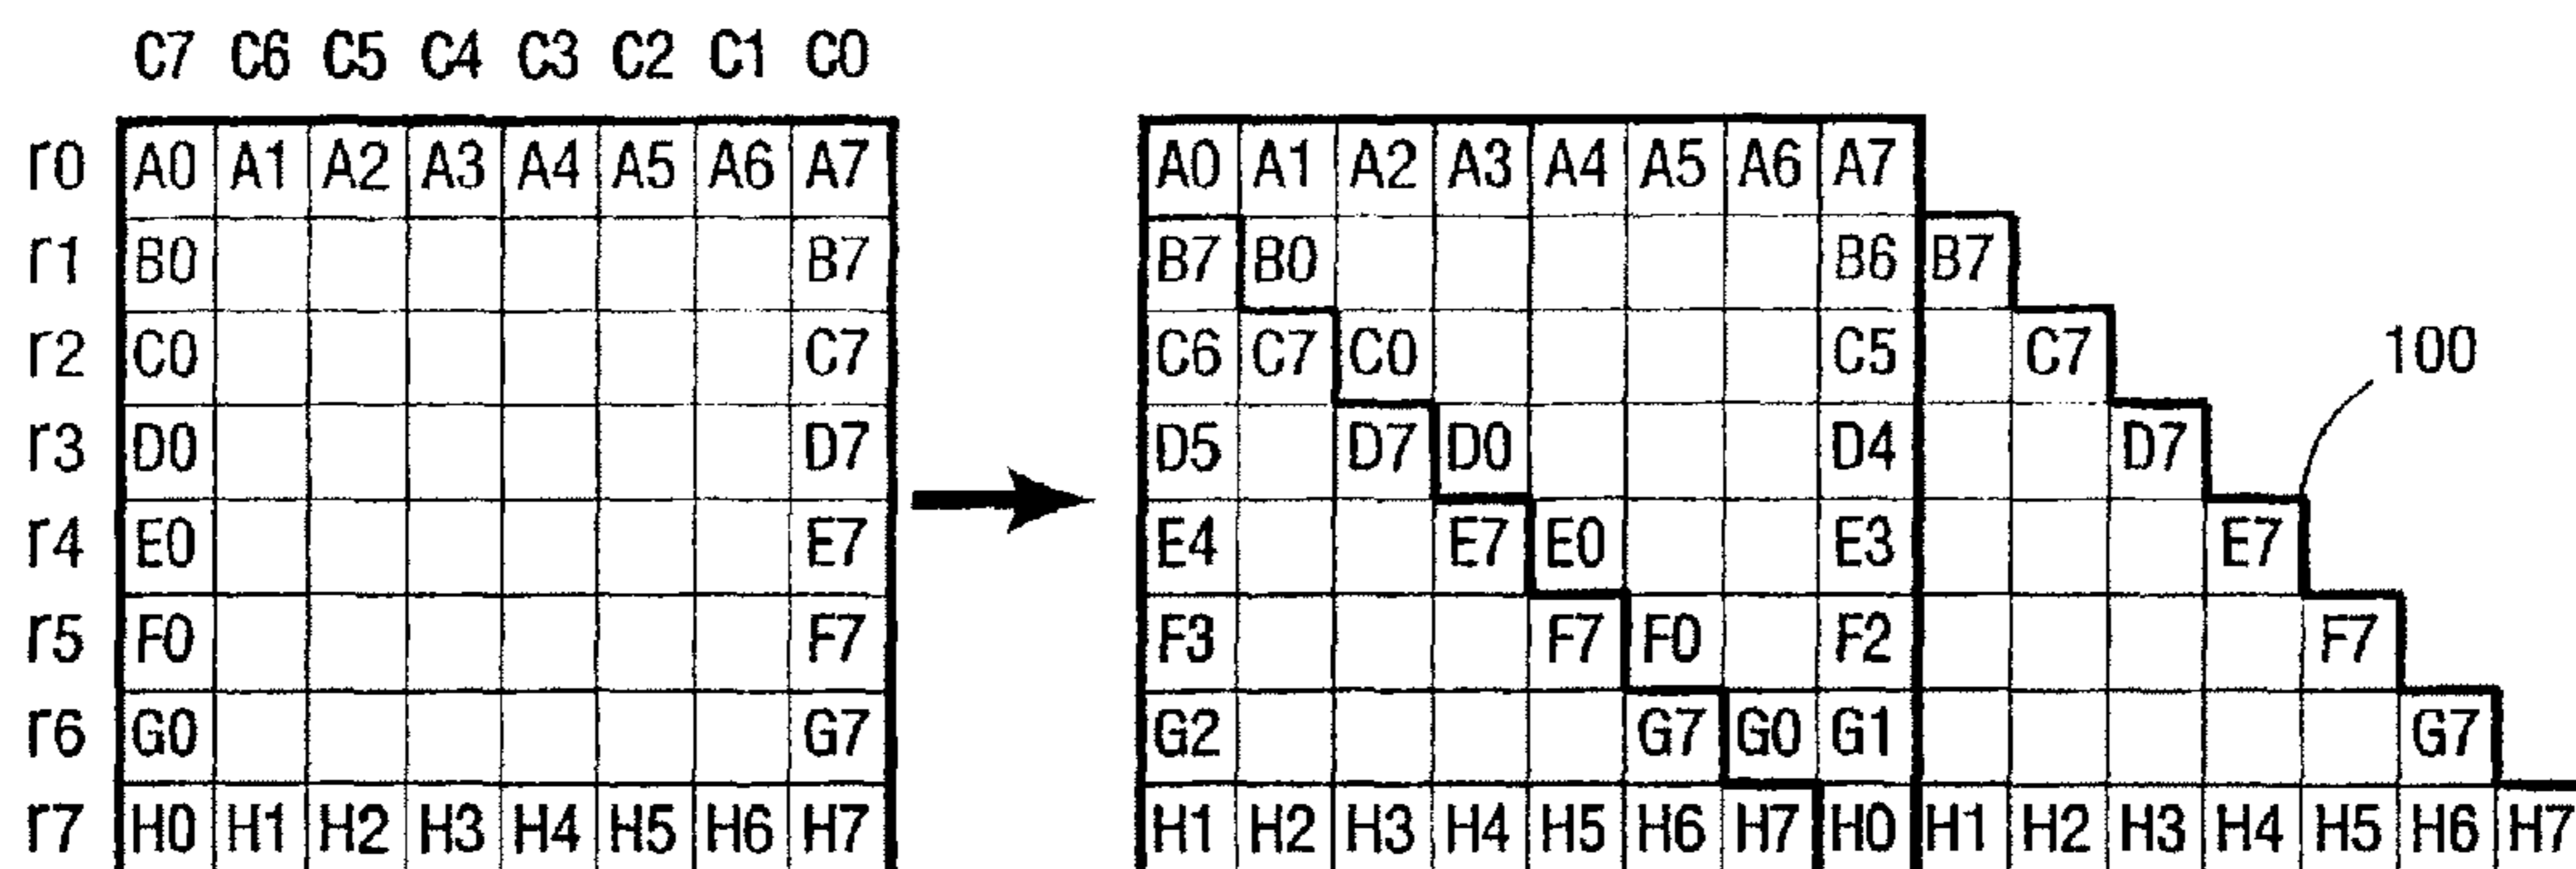 C7 C6 C5 C4 C3 C2 C1 C0
r0 A0 A1 A2 A3 A4 A5 A6 A7 A0 A1 A2 A3 A4 A5 A6 A7
r1 B0 B7 B7 B0 B6 B7
r2 C0 C7 C6 C7 C0 C5 C7 100
r3 D0 D7 D5 D7 D0 D4 D7
r4 E0 E7 E4 E7 E0 E3 E7
r5 F0 F7 F3 F7 F0 F2 F7
r6 G0 G7 G2 G7 G0 G1 G7
r7 H0 H1 H2 H3 H4 H5 H6 H7 H1 H2 H3 H4 H5 H6 H7 H0 H1 H2 H3 H4 H5 H6 H7